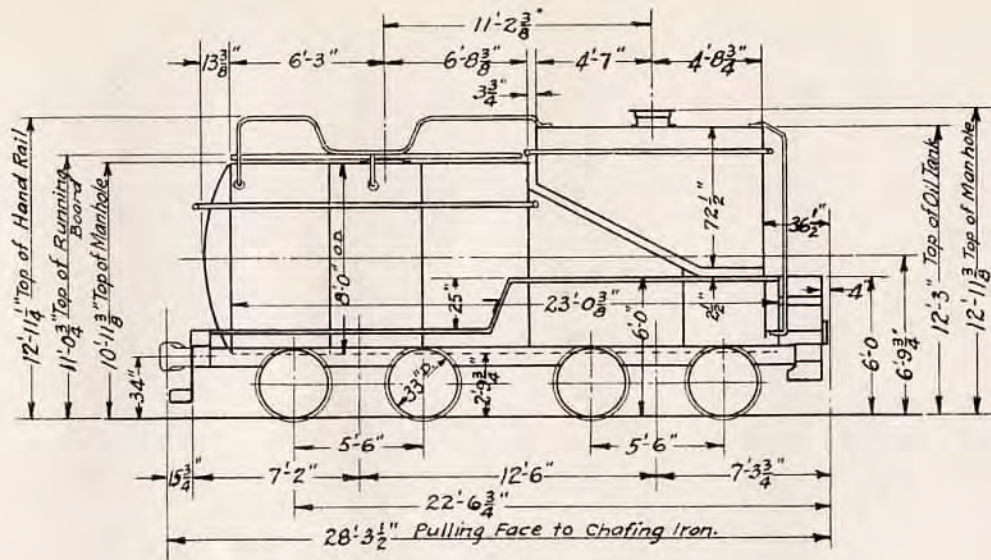 11'-2 3/8"
13 3/8"
6'-3"
6'-8 3/8"
4'-7"
4'-8 3/4"
3 3/4"
12'-11 1/4" Top of Hand Rail
11'-0 3/4" Top of Running
Board
10'-11 3/8" Top of Manhole
8'-0" O.D.
72 1/2"
36 1/2"
12'-3" Top of Oil Tank
12'-11 3/8" Top of Manhole
25"
23'-0 3/8"
6'-0"
2 1/2"
4"
6'-0
6'-9 3/4"
34"
33" D.
2'-9 3/4"
5'-6"
5'-6"
15 3/4"
7'-2"
12'-6"
7'-3 3/4"
22'-6 3/4"
28'-3 1/2" Pulling Face to Chafing Iron.